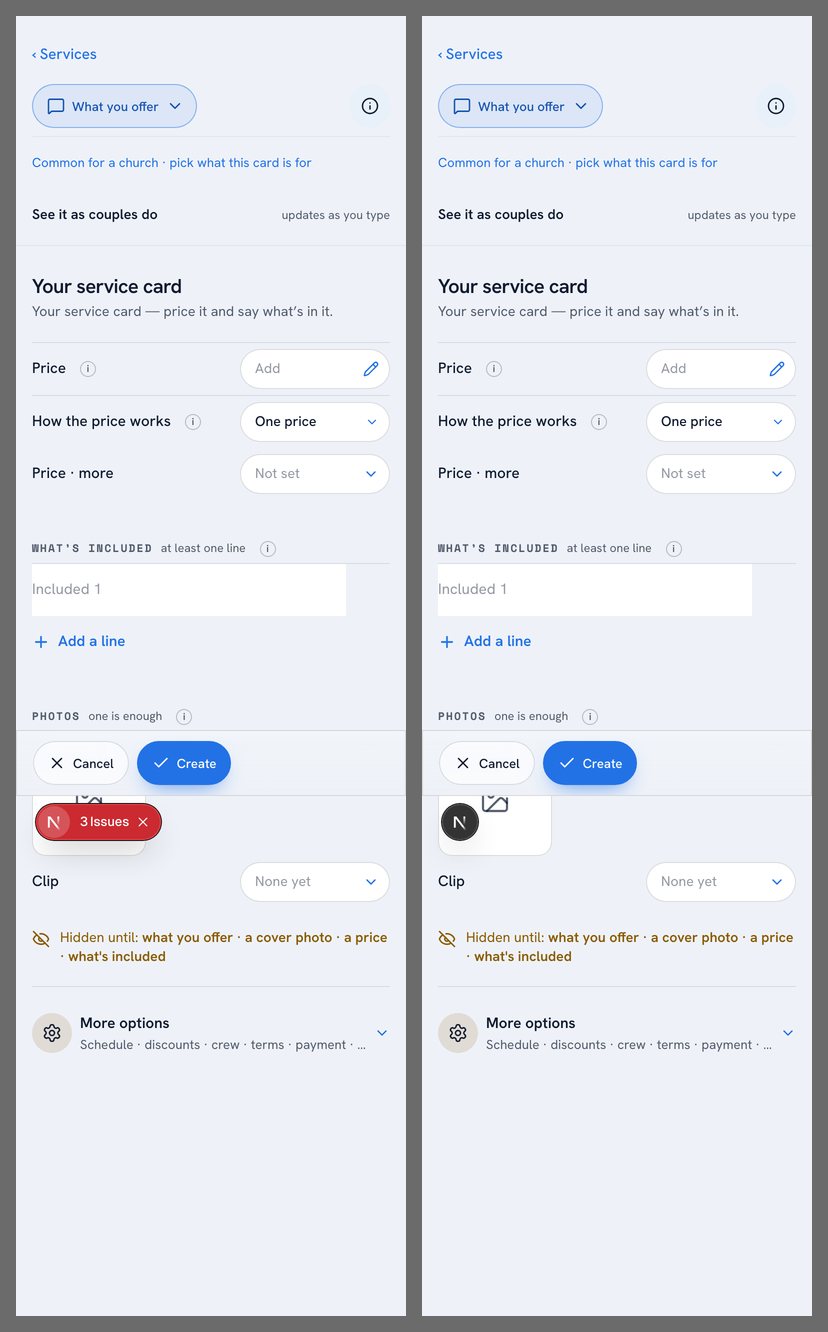 ‹ Services
What you offer
Common for a church · pick what this card is for
See it as couples do updates as you type
Your service card
Your service card — price it and say what’s in it.
Price i Add
How the price works i One price
Price · more Not set
WHAT’S INCLUDED at least one line i
Included 1
Add a line
PHOTOS one is enough i
Cancel Create
N 3 Issues
Clip None yet
Hidden until: what you offer · a cover photo · a price
· what's included
More options
Schedule · discounts · crew · terms · payment · ...
‹ Services
What you offer
Common for a church · pick what this card is for
See it as couples do updates as you type
Your service card
Your service card — price it and say what’s in it.
Price i Add
How the price works i One price
Price · more Not set
WHAT’S INCLUDED at least one line i
Included 1
Add a line
PHOTOS one is enough i
Cancel Create
N
Clip None yet
Hidden until: what you offer · a cover photo · a price
· what's included
More options
Schedule · discounts · crew · terms · payment · ...